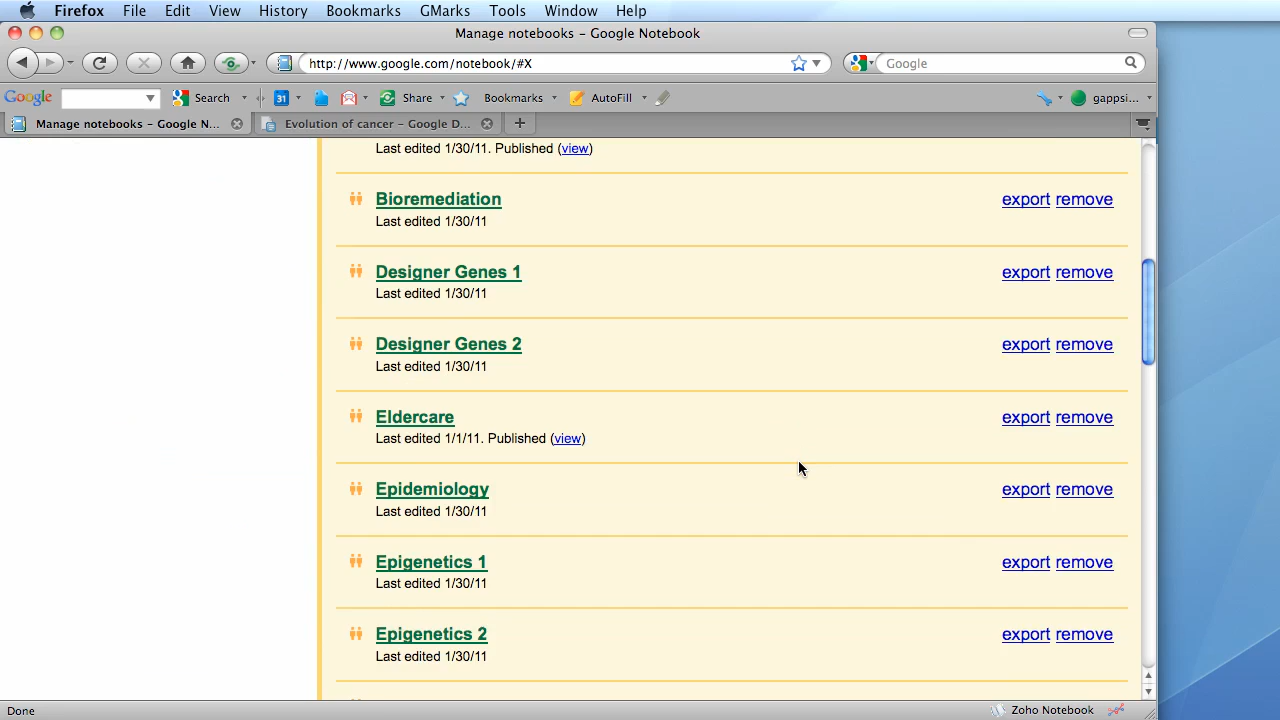 Firefox File Edit View History Bookmarks GMarks Tools Window Help
Manage notebooks – Google Notebook
http://www.google.com/notebook/#X Google
Google Search 31 Share Bookmarks AutoFill gappsi...
Manage notebooks – Google N... Evolution of cancer – Google D...
Last edited 1/30/11. Published (view)
Bioremediation export remove
Last edited 1/30/11
Designer Genes 1 export remove
Last edited 1/30/11
Designer Genes 2 export remove
Last edited 1/30/11
Eldercare export remove
Last edited 1/1/11. Published (view)
Epidemiology export remove
Last edited 1/30/11
Epigenetics 1 export remove
Last edited 1/30/11
Epigenetics 2 export remove
Last edited 1/30/11
Done Zoho Notebook